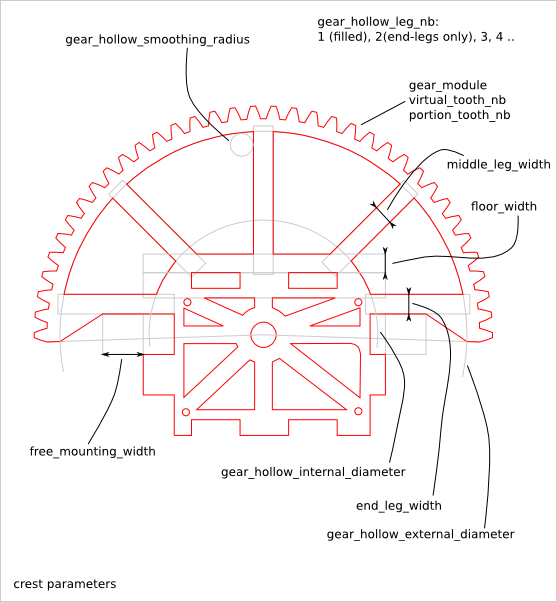 gear_hollow_leg_nb:
1 (filled), 2(end-legs only), 3, 4 ..
gear_hollow_smoothing_radius
gear_module
virtual_tooth_nb
portion_tooth_nb
middle_leg_width
floor_width
free_mounting_width
gear_hollow_internal_diameter
end_leg_width
gear_hollow_external_diameter
crest parameters